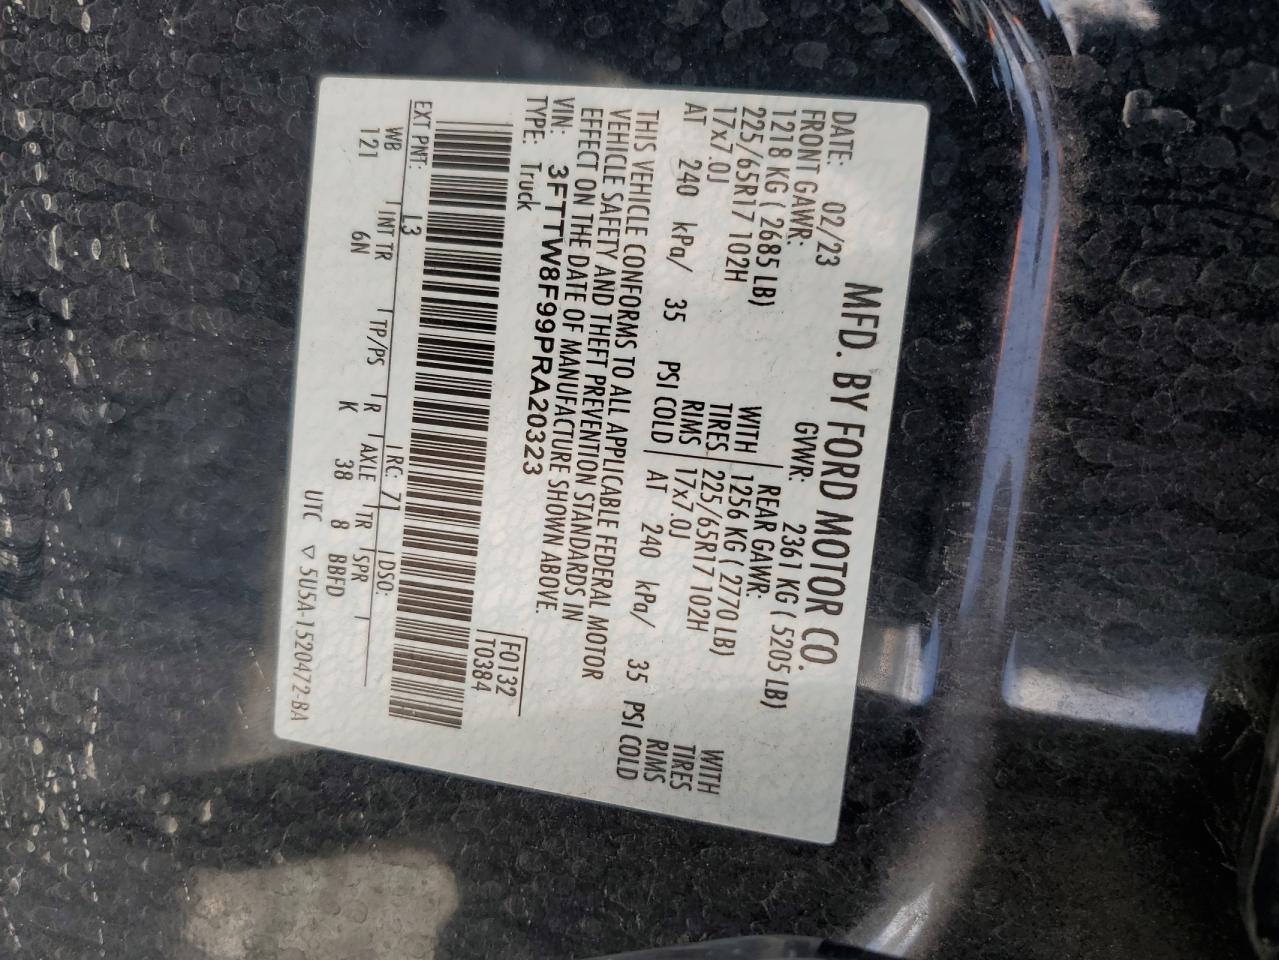 MFD. BY FORD MOTOR CO.
DATE: 02/23 GVWR: 2361 KG ( 5205 LB)
FRONT GAWR: REAR GAWR:
1218 KG ( 2685 LB) WITH 1256 KG ( 2770 LB) WITH
225/65R17 102H TIRES 225/65R17 102H TIRES
17x7.0J RIMS 17x7.0J RIMS
AT 240 kPa/ 35 PSI COLD AT 240 kPa/ 35 PSI COLD
THIS VEHICLE CONFORMS TO ALL APPLICABLE FEDERAL MOTOR
VEHICLE SAFETY AND THEFT PREVENTION STANDARDS IN
EFFECT ON THE DATE OF MANUFACTURE SHOWN ABOVE.
VIN: 3FTTW8F99PRA20323
TYPE: Truck
F0132
T0384
EXT PNT: L3 RC: 71 DSO:
WB INT TR TP/PS R AXLE TR SPR
121 6N K 38 8 BBFD
UTC ▽ 5U5A-1520472-BA